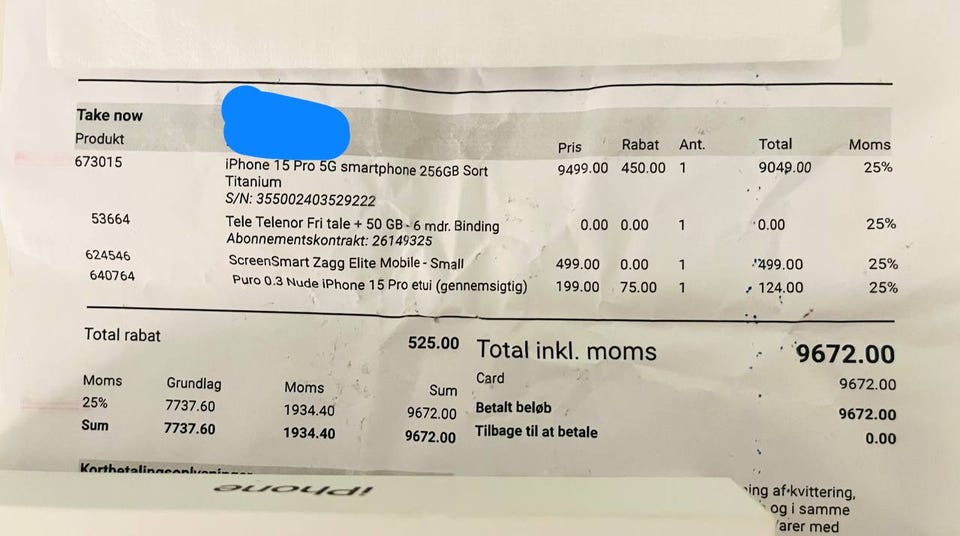 Take now
Produkt Pris Rabat Ant. Total Moms
673015 iPhone 15 Pro 5G smartphone 256GB Sort 9499.00 450.00 1 9049.00 25%
Titanium
S/N: 355002403529222
53664 Tele Telenor Fri tale + 50 GB - 6 mdr. Binding 0.00 0.00 1 0.00 25%
Abonnementskontrakt: 26149325
624546 ScreenSmart Zagg Elite Mobile - Small 499.00 0.00 1 499.00 25%
640764 Puro 0.3 Nude iPhone 15 Pro etui (gennemsigtig) 199.00 75.00 1 124.00 25%
Total rabat 525.00
Moms Grundlag Moms Sum
25% 7737.60 1934.40 9672.00
Sum 7737.60 1934.40 9672.00
Total inkl. moms 9672.00
Card 9672.00
Betalt beløb 9672.00
Tilbage til at betale 0.00
Kortbetalingsoplysninger
iPhone
ing af kvittering,
og i samme
arer med